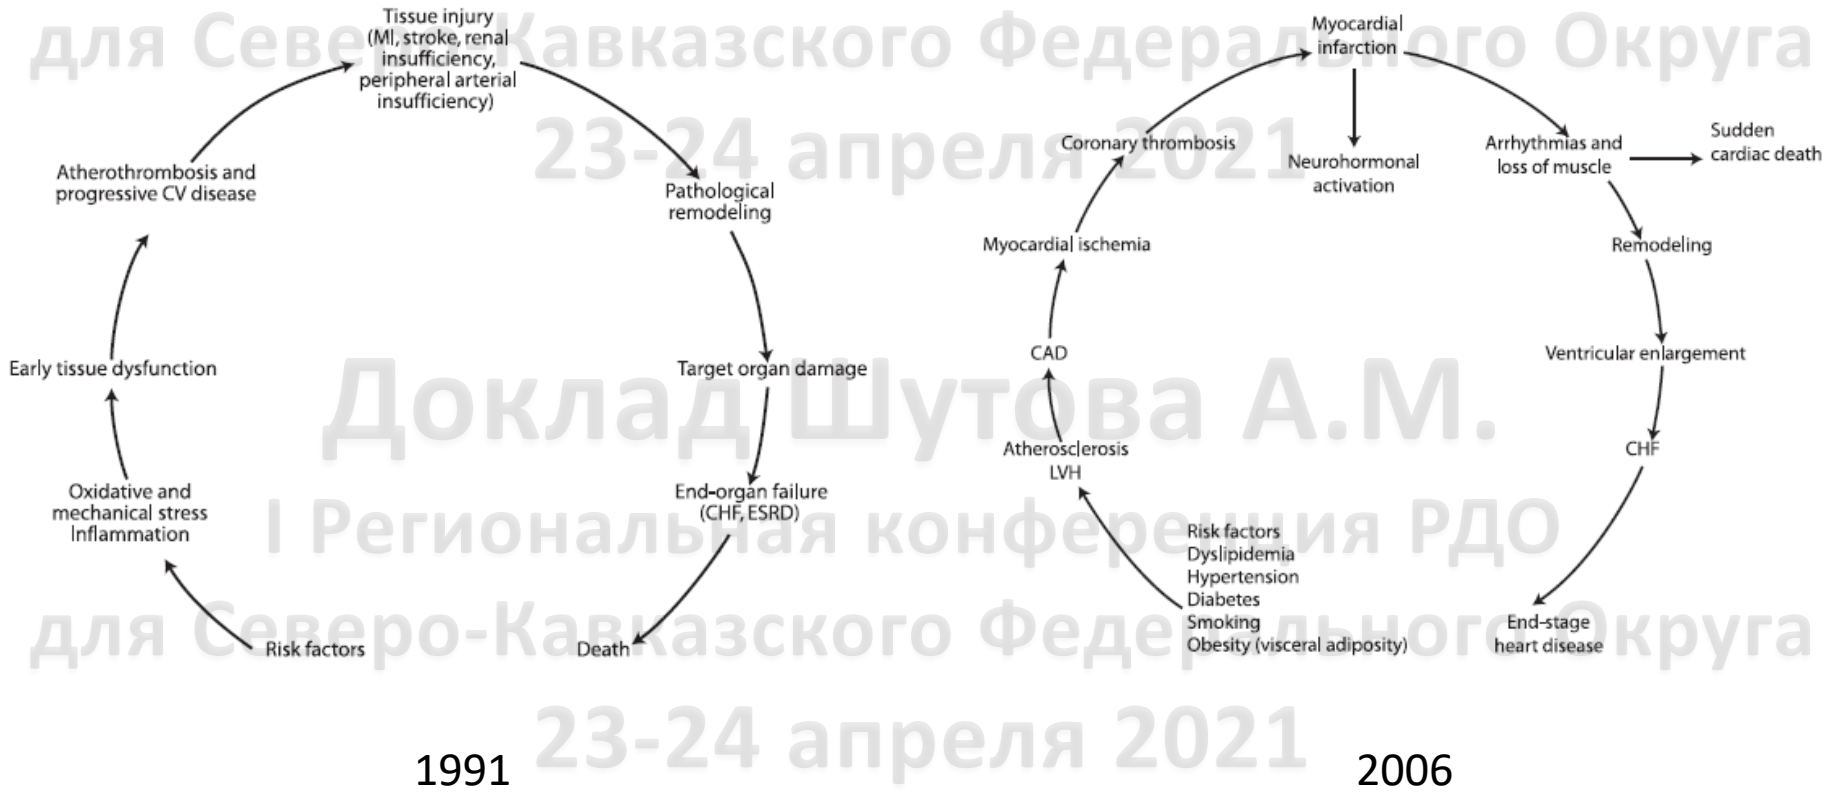 для Северо-Кавказского Федерального Округа
23-24 апреля 2021
Доклад Шутова А.М.
I Региональная конференция РДО
для Северо-Кавказского Федерального Округа
23-24 апреля 2021
Tissue injury
(MI, stroke, renal
insufficiency,
peripheral arterial
insufficiency)
Atherothrombosis and
progressive CV disease
Pathological
remodeling
Early tissue dysfunction
Target organ damage
Oxidative and
mechanical stress
Inflammation
End-organ failure
(CHF, ESRD)
Risk factors
Death
1991
Myocardial
infarction
Coronary thrombosis
Neurohormonal
activation
Arrhythmias and
loss of muscle
Sudden
cardiac death
Myocardial ischemia
Remodeling
CAD
Ventricular enlargement
Atherosclerosis
LVH
CHF
Risk factors
Dyslipidemia
Hypertension
Diabetes
Smoking
Obesity (visceral adiposity)
End-stage
heart disease
2006